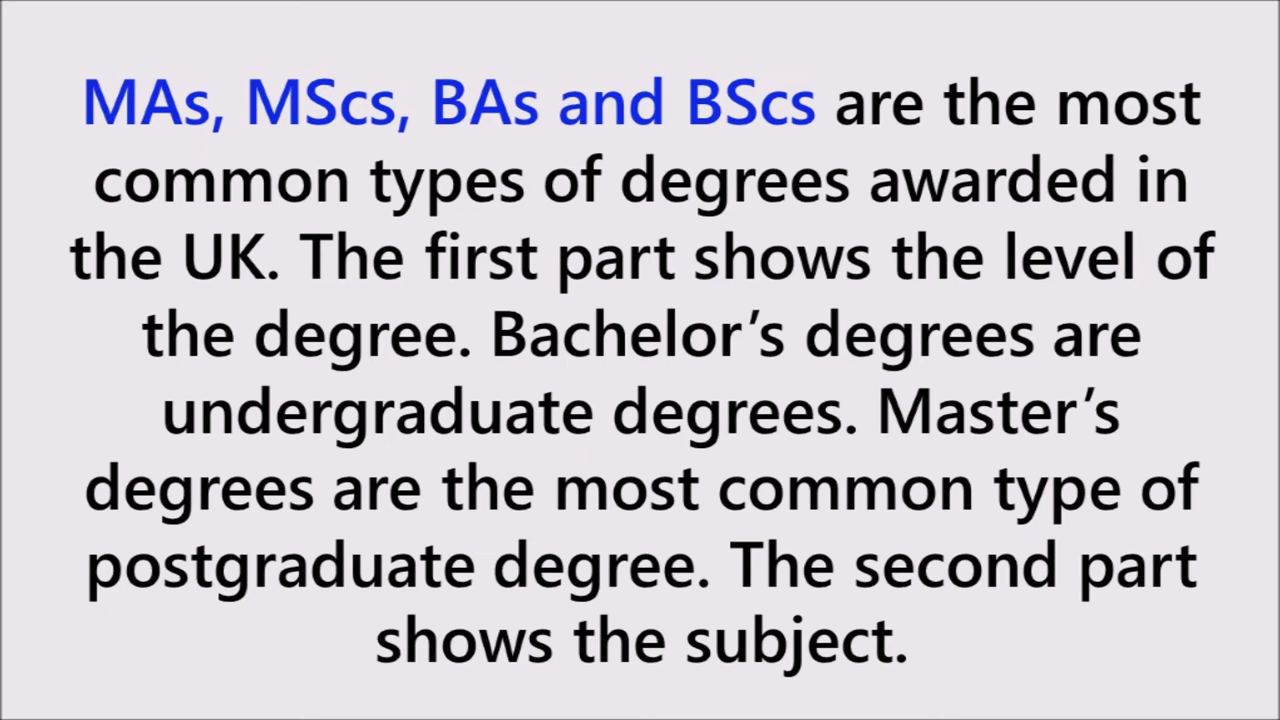 MAs, MScs, BAs and BScs are the most
common types of degrees awarded in
the UK. The first part shows the level of
the degree. Bachelor’s degrees are
undergraduate degrees. Master’s
degrees are the most common type of
postgraduate degree. The second part
shows the subject.